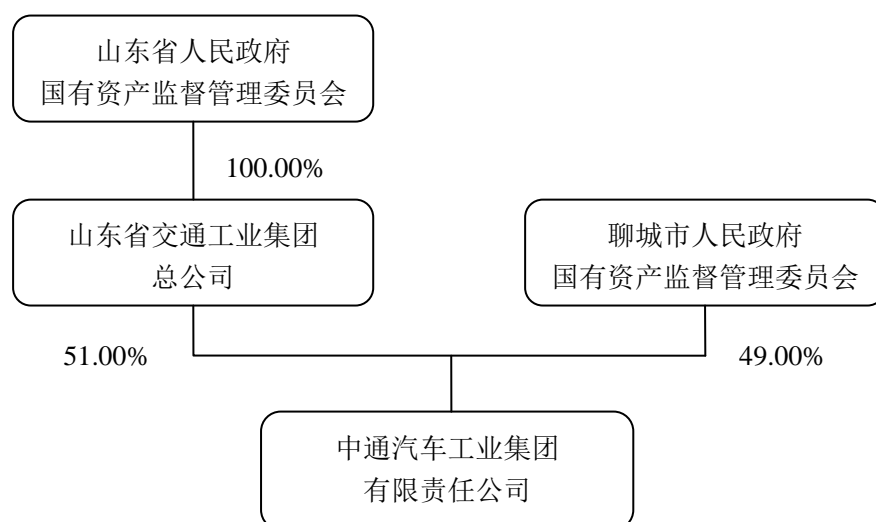 山东省人民政府
国有资产监督管理委员会
100.00%
山东省交通工业集团
总公司
聊城市人民政府
国有资产监督管理委员会
51.00%
49.00%
中通汽车工业集团
有限责任公司